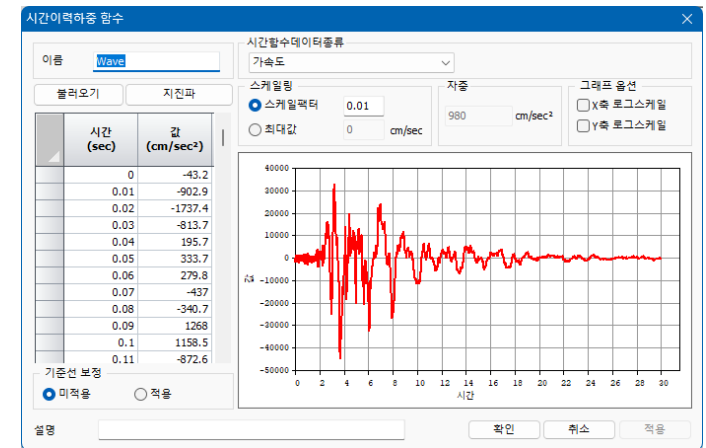 시간이력하중 함수
이름 Wave
시간함수데이터종류
가속도
불러오기 지진파
스케일링
스케일팩터 0.01
최대값 0 cm/sec
자중
980 cm/sec²
그래프 옵션
X축 로그스케일
Y축 로그스케일
시간 (sec) 값 (cm/sec²)
0 -43.2
0.01 -902.9
0.02 -1737.4
0.03 -813.7
0.04 195.7
0.05 333.7
0.06 279.8
0.07 -437
0.08 -340.7
0.09 1268
0.1 1158.5
0.11 -872.6
40000
30000
20000
10000
0
-10000
-20000
-30000
-40000
-50000
값
0 2 4 6 8 10 12 14 16 18 20 22 24 26 28 30
시간
기준선 보정
미적용 적용
설명
확인 취소 적용